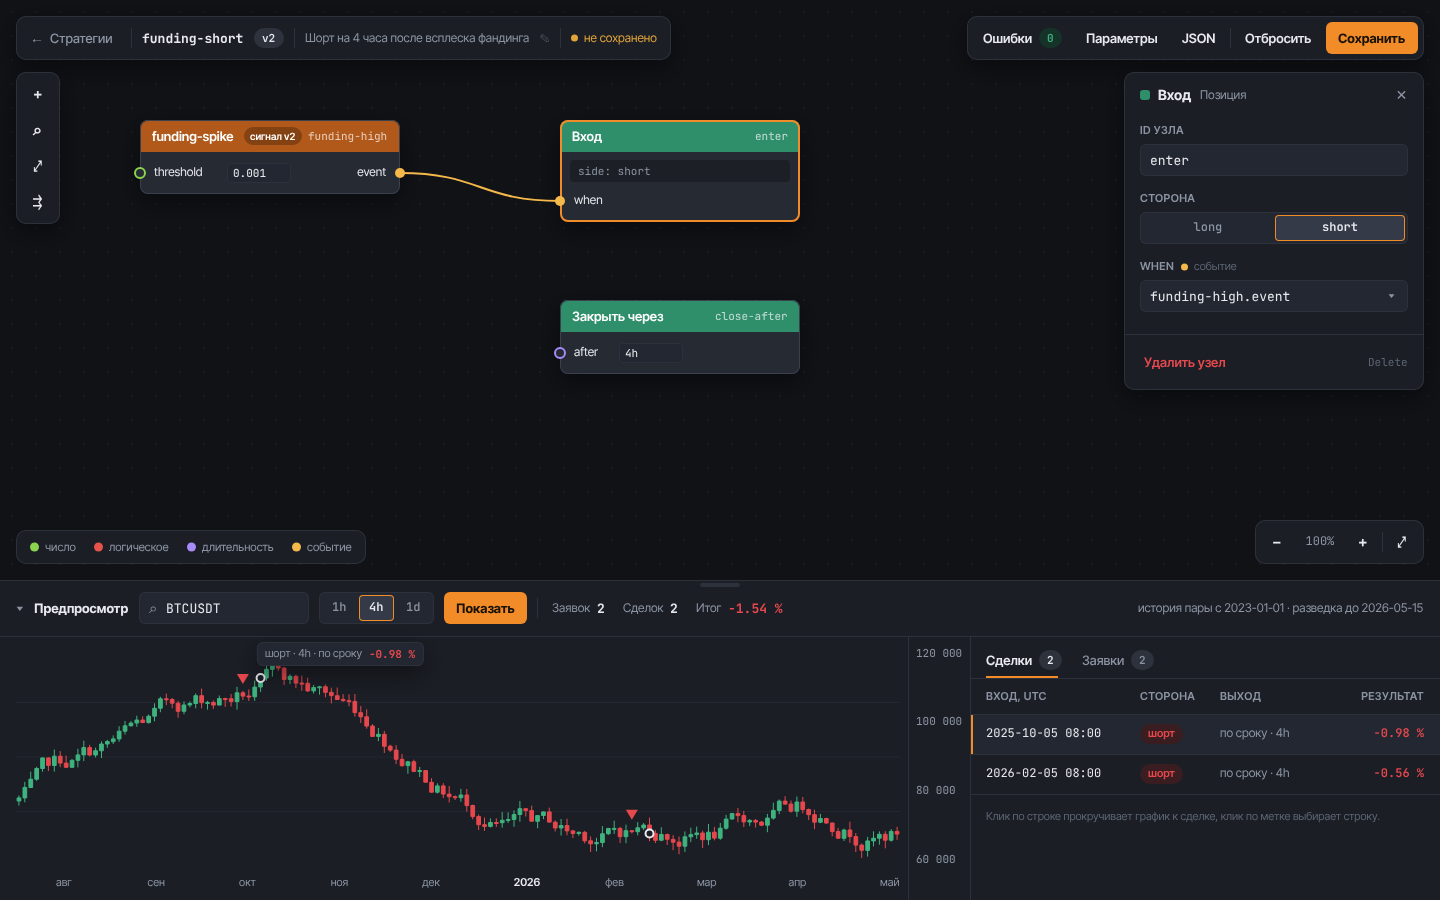 ← Стратегии funding-short v2 Шорт на 4 часа после всплеска фандинга не сохранено
Ошибки 0 Параметры JSON Отбросить Сохранить
funding-spike сигнал v2 funding-high
threshold 0.001 event
Вход enter
side: short
when
Закрыть через close-after
after 4h
Вход Позиция ×
ID УЗЛА
enter
СТОРОНА
long short
WHEN событие
funding-high.event
Удалить узел Delete
число логическое длительность событие
− 100% +
Предпросмотр BTCUSDT 1h 4h 1d Показать Заявок 2 Сделок 2 Итог -1.54 %
история пары с 2023-01-01 · разведка до 2026-05-15
шорт · 4h · по сроку -0.98 %
120 000
100 000
80 000
60 000
авг сен окт ноя дек 2026 фев мар апр май
Сделки 2 Заявки 2
ВХОД, UTC СТОРОНА ВЫХОД РЕЗУЛЬТАТ
2025-10-05 08:00 шорт по сроку · 4h -0.98 %
2026-02-05 08:00 шорт по сроку · 4h -0.56 %
Клик по строке прокручивает график к сделке, клик по метке выбирает строку.